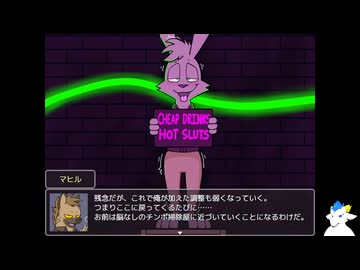 CHEAP DRINKS
HOT SLUTS
マヒル
残念だが、これで俺が加えた調整も弱くなっていく。
つまりここに戻ってくるたびに……
お前は脳なしのチンポ掃除屋に近づいていくことになるわけだ。